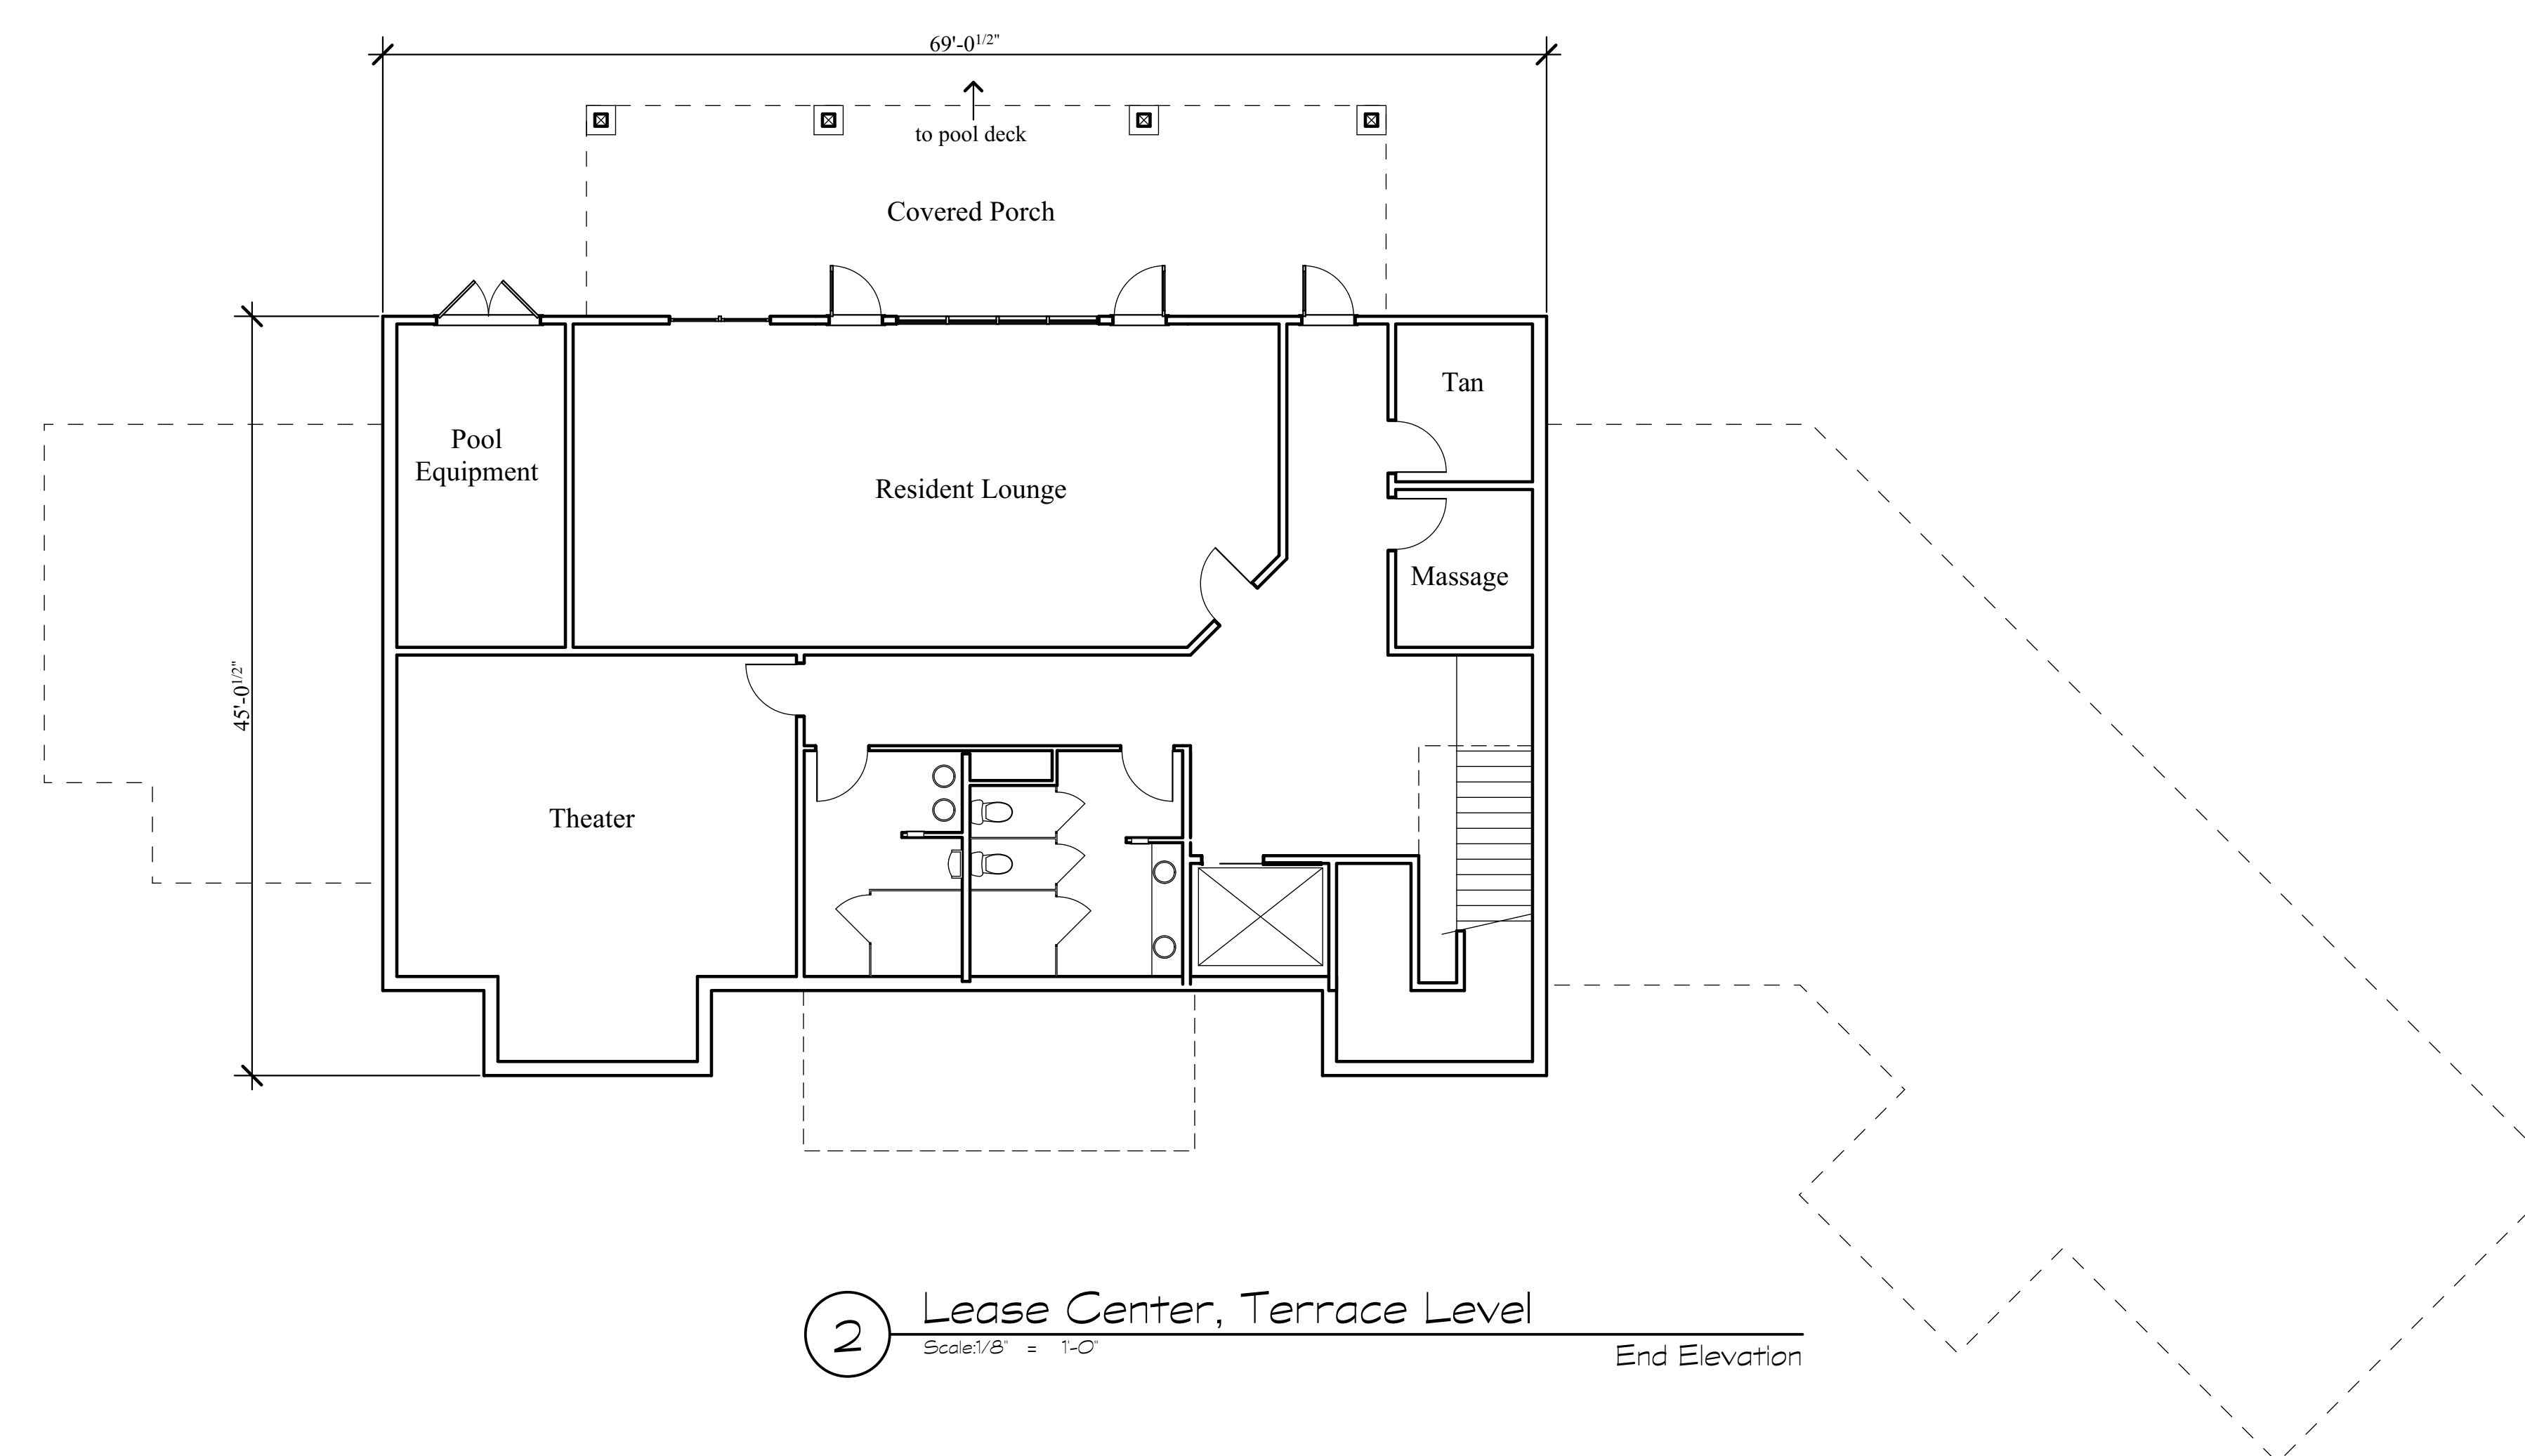 69'-0 1/2"
to pool deck
Covered Porch
Tan
Pool
Equipment
Resident Lounge
Massage
45'-0 1/2"
Theater
2
Lease Center, Terrace Level
Scale:1/8" = 1'-0"
End Elevation